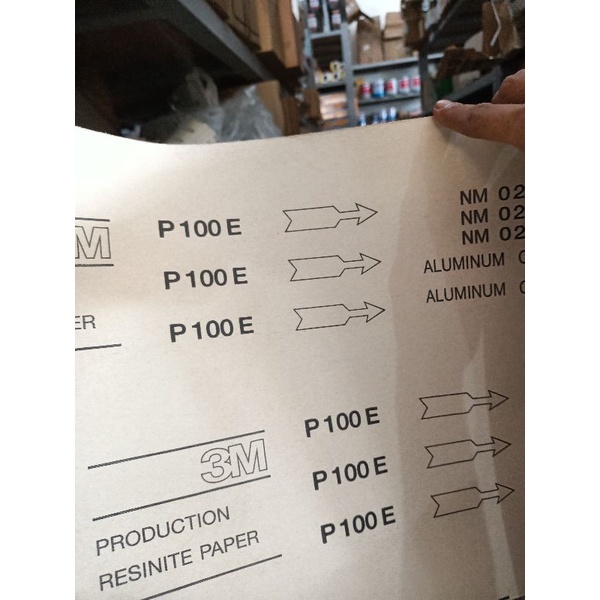 P100E NM 02
P100E NM 02
P100E NM 02
ALUMINUM
ALUMINUM
M
ER
3M
PRODUCTION
RESINITE PAPER
P100E
P100E
P100E